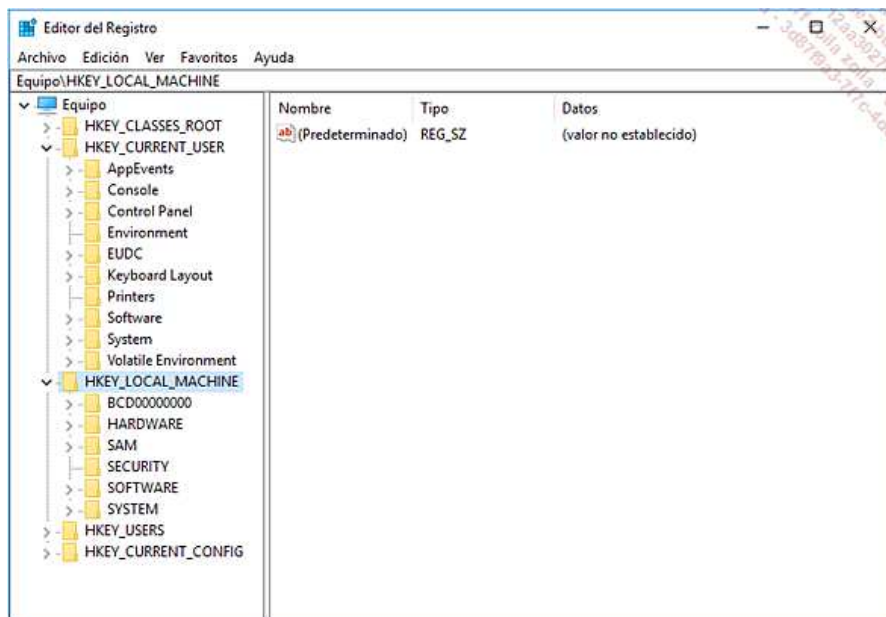 Editor del Registro
Archivo Edición Ver Favoritos Ayuda
Equipo\HKEY_LOCAL_MACHINE
Equipo
HKEY_CLASSES_ROOT
HKEY_CURRENT_USER
AppEvents
Console
Control Panel
Environment
EUDC
Keyboard Layout
Printers
Software
System
Volatile Environment
HKEY_LOCAL_MACHINE
BCD00000000
HARDWARE
SAM
SECURITY
SOFTWARE
SYSTEM
HKEY_USERS
HKEY_CURRENT_CONFIG
Nombre Tipo Datos
ab (Predeterminado) REG_SZ (valor no establecido)